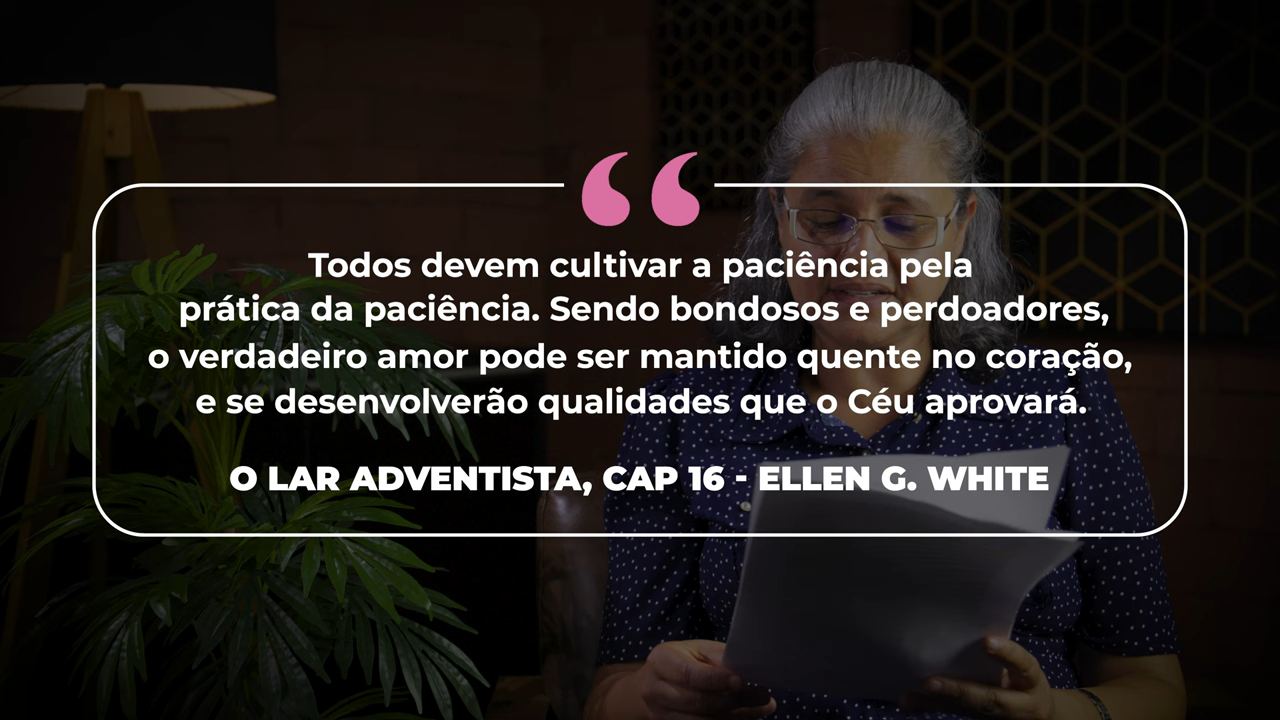 “
Todos devem cultivar a paciência pela
prática da paciência. Sendo bondosos e perdoadores,
o verdadeiro amor pode ser mantido quente no coração,
e se desenvolverão qualidades que o Céu aprovará.
O LAR ADVENTISTA, CAP 16 - ELLEN G. WHITE